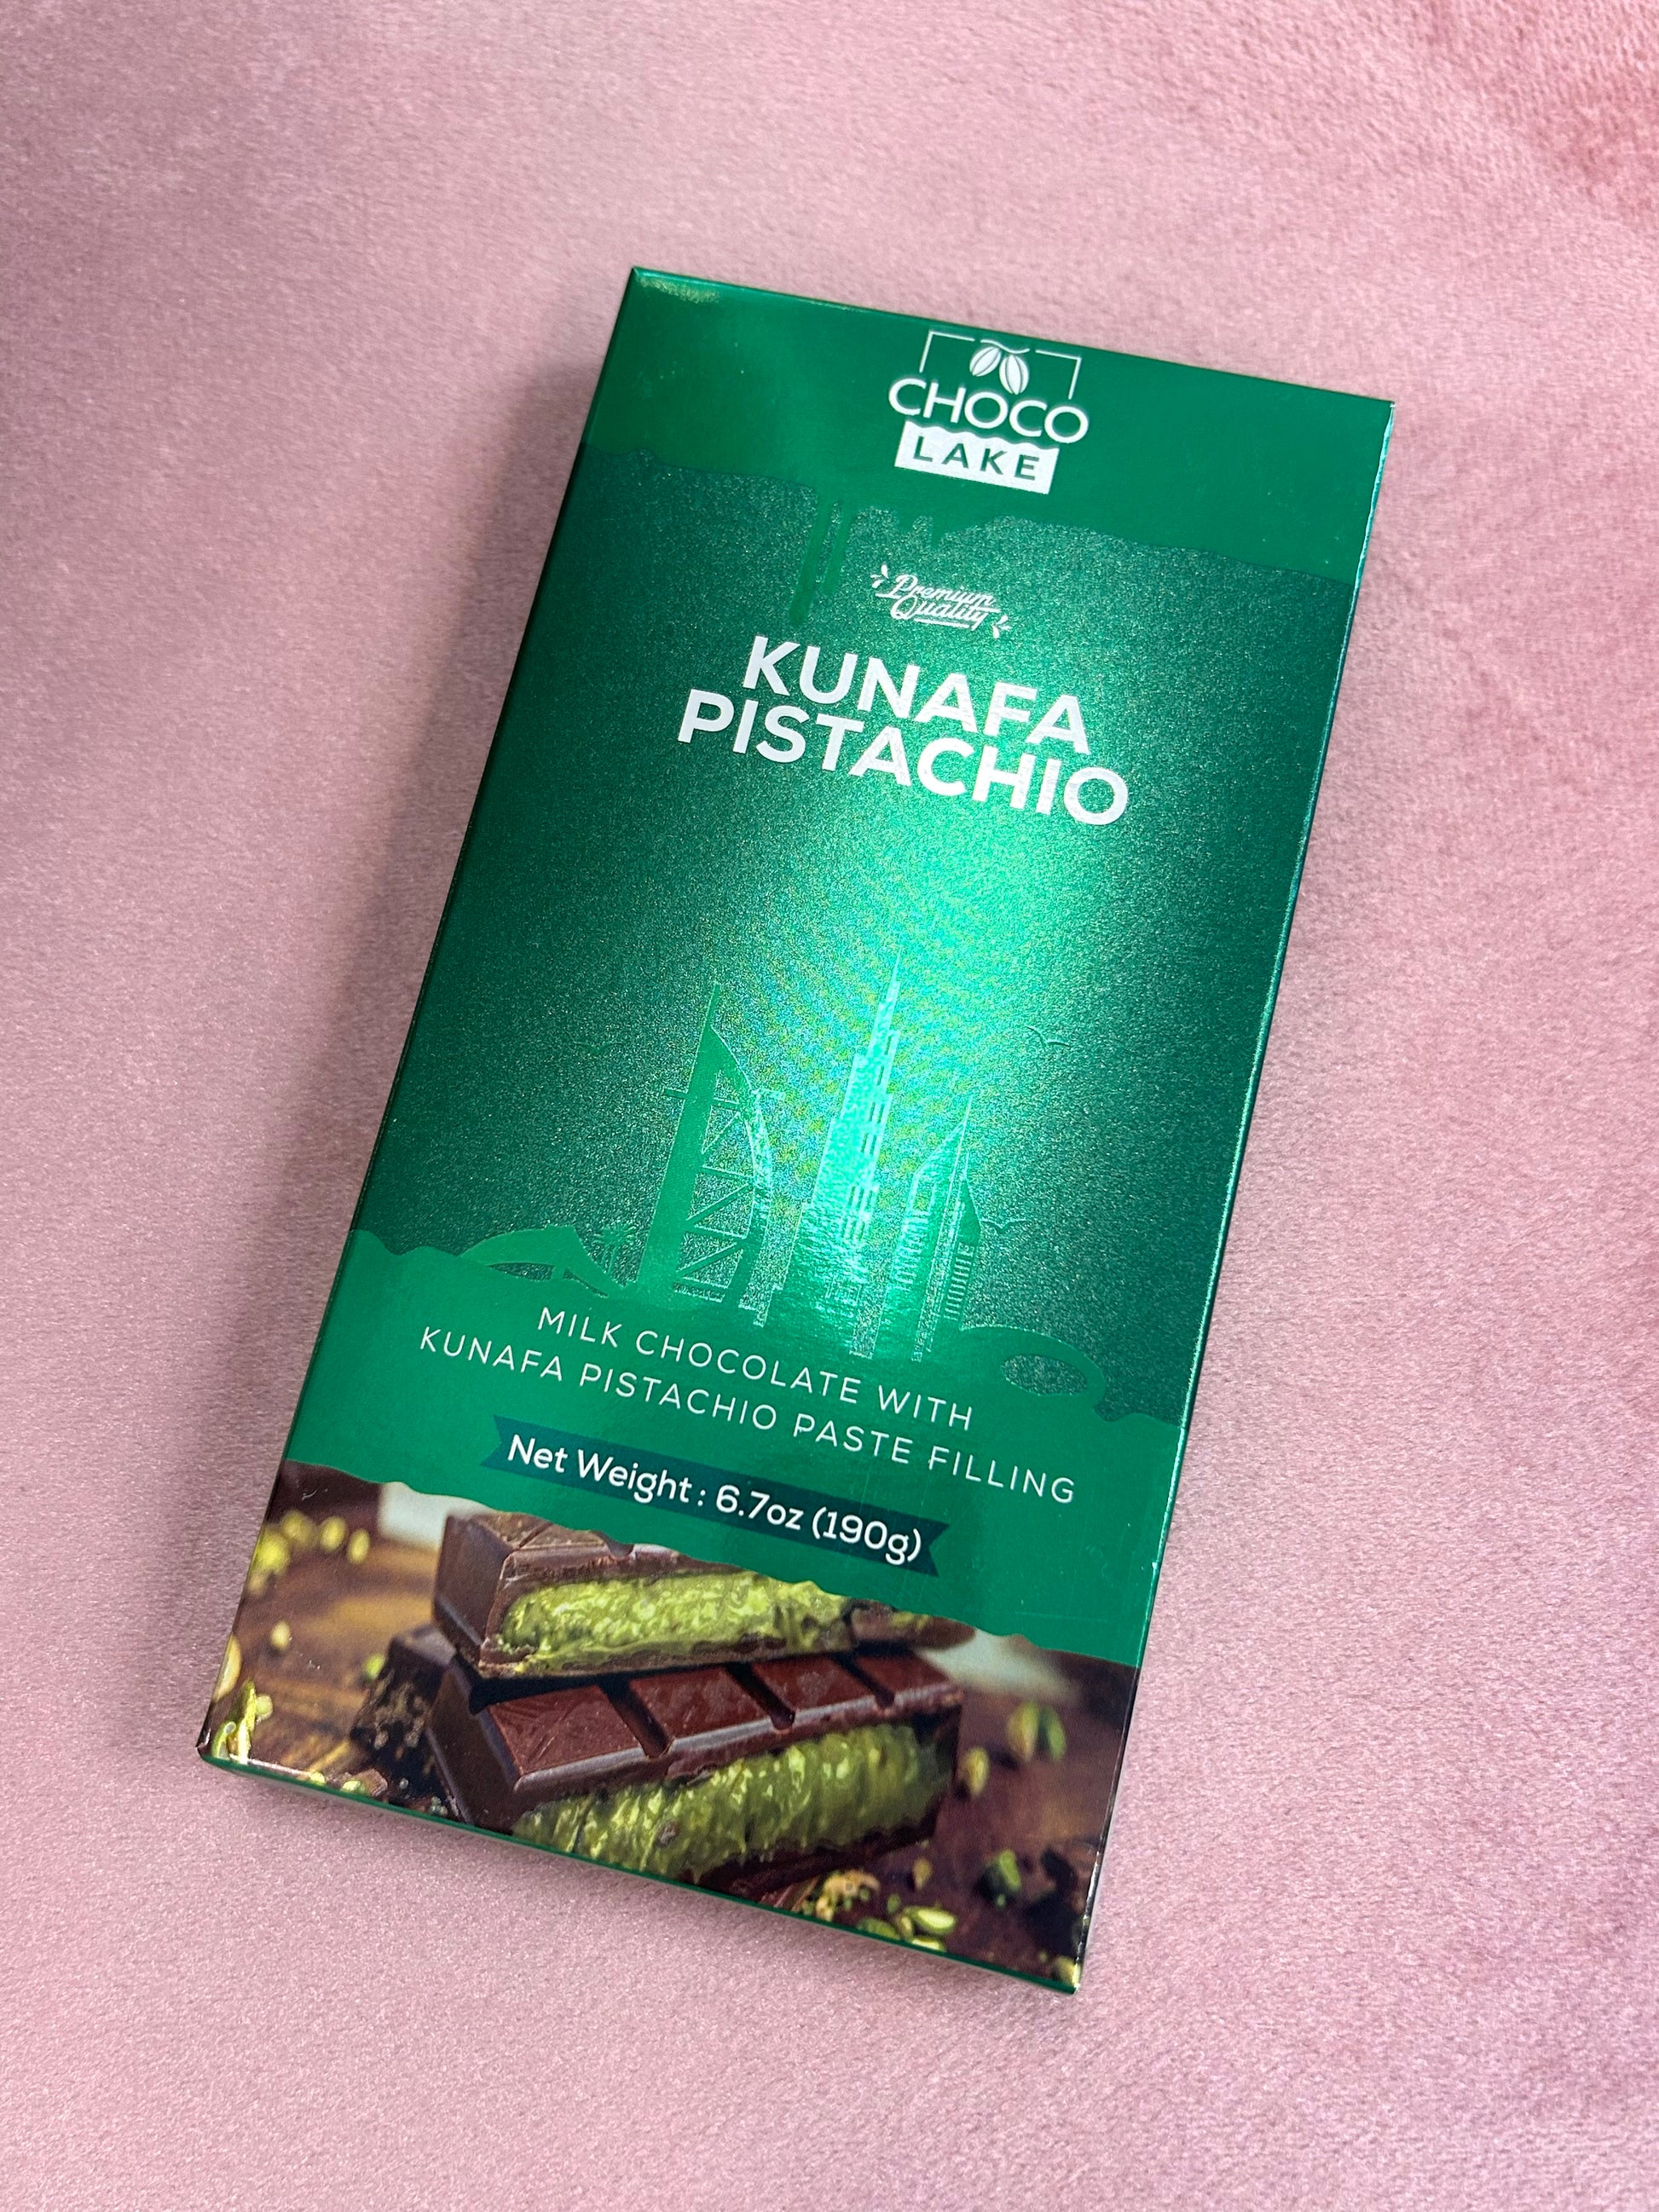 CHOCO
LAKE
Premium
Quality
KUNAFA
PISTACHIO
MILK CHOCOLATE WITH
KUNAFA PISTACHIO PASTE FILLING
Net Weight : 6.7oz (190g)